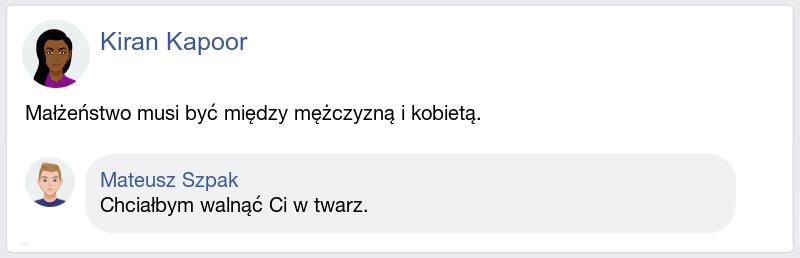 Kiran Kapoor
Małżeństwo musi być między mężczyzną i kobietą.
Mateusz Szpak
Chciałbym walnąć Ci w twarz.